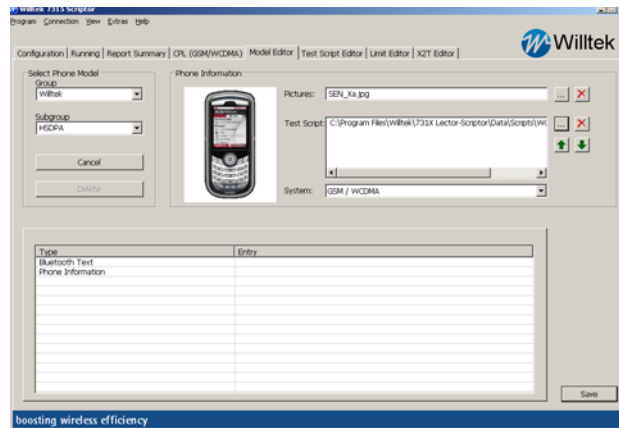 Willtek 7315 Scriptor
Program Connection View Extras Help
Willtek
Configuration Running Report Summary CPL (GSM/WCDMA) Model Editor Test Script Editor Limit Editor X2T Editor
Select Phone Model
Group
Willtek
Subgroup
HSDPA
Cancel
Delete
Phone Information
Pictures: SEN_Xa.jpg ...
Test Script: C:\Program Files\Willtek\731X Lector-Scriptor\Data\Scripts\W ...
System: GSM / WCDMA
Type Entry
Bluetooth Text
Phone Information
Save
boosting wireless efficiency